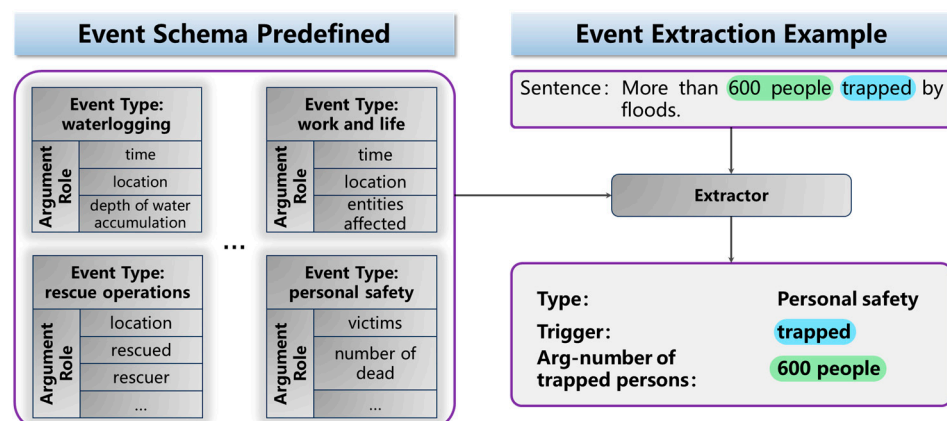 Event Schema Predefined
Event Type:
waterlogging
Argument
Role
time
location
depth of water
accumulation
Event Type:
work and life
Argument
Role
time
location
entities
affected
...
Event Type:
rescue operations
Argument
Role
location
rescued
rescuer
...
Event Type:
personal safety
Argument
Role
victims
number of
dead
...
Event Extraction Example
Sentence: More than 600 people trapped by
floods.
Extractor
Type: Personal safety
Trigger: trapped
Arg-number of
trapped persons: 600 people